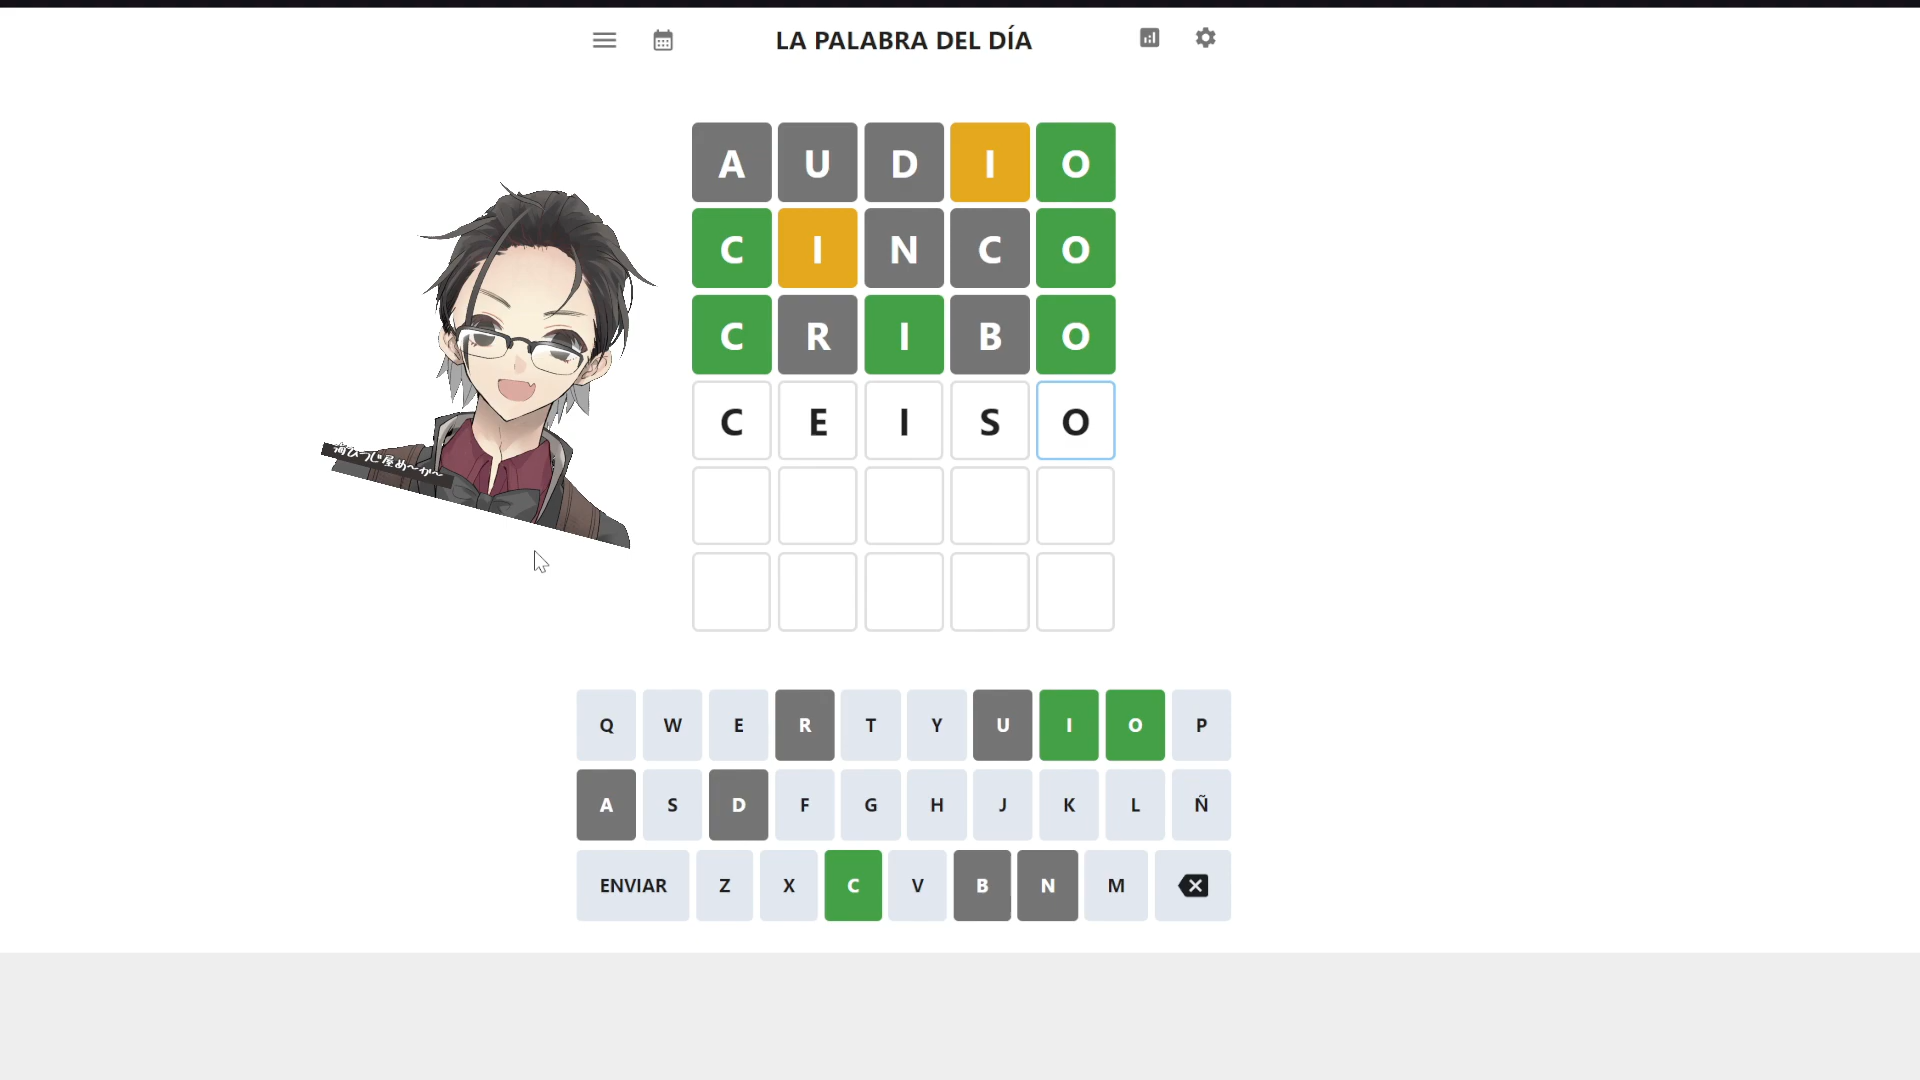 LA PALABRA DEL DÍA
A U D I O
C I N C O
C R I B O
C E I S O
Q W E R T Y U I O P
A S D F G H J K L Ñ
ENVIAR Z X C V B N M